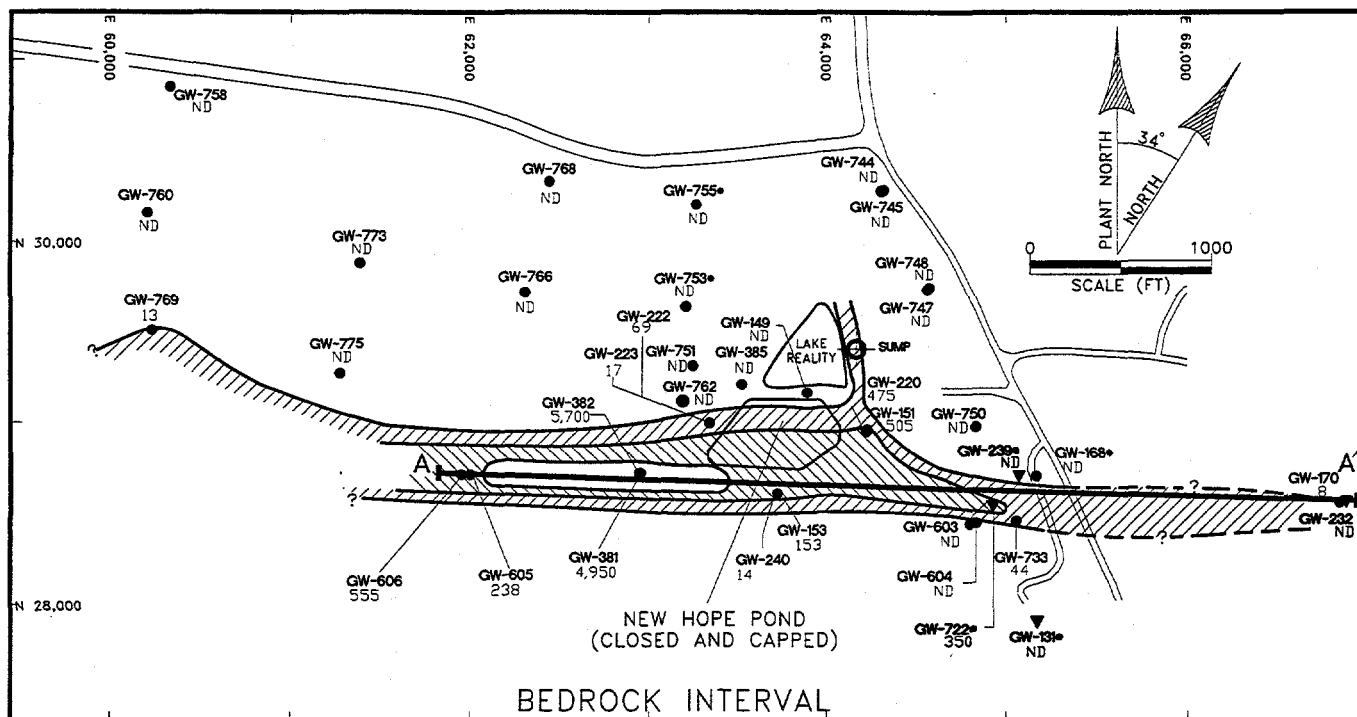 E 60,000
E 62,000
E 64,000
E 66,000
GW-758
ND
GW-760
ND
GW-768
ND
GW-755•
ND
GW-744
ND
GW-745
ND
PLANT NORTH
34°
NORTH
N 30,000
GW-773
ND
GW-766
ND
GW-753•
ND
GW-748
ND
GW-747
ND
0
1000
SCALE (FT)
GW-769
13
?
GW-775
ND
GW-222
69
GW-223
17
GW-751
ND
GW-149
ND
GW-385
ND
LAKE
REALITY
SUMP
GW-762
ND
GW-220
475
GW-151
505
GW-382
5,700
GW-750
ND
GW-239•
ND
GW-168•
ND
A
A'
GW-170
8
GW-232
ND
?
?
?
GW-606
555
GW-605
238
GW-381
4,950
GW-153
153
GW-240
14
GW-603
ND
GW-604
ND
GW-733
44
N 28,000
NEW HOPE POND
(CLOSED AND CAPPED)
GW-722•
350
GW-131•
ND
BEDROCK INTERVAL